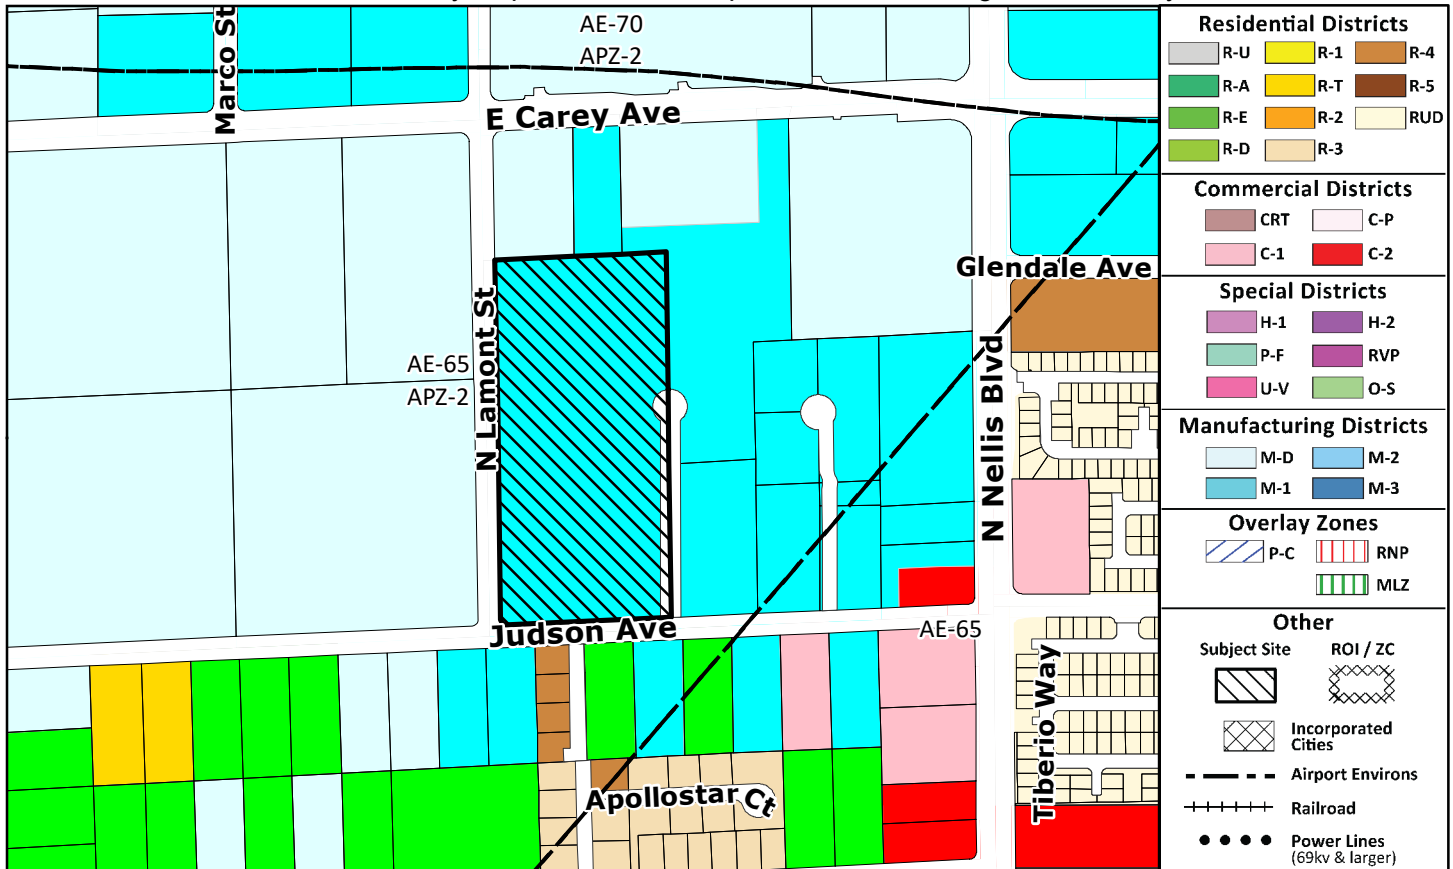 Marco St
AE-70
APZ-2
E Carey Ave
Glendale Ave
N Lamont St
AE-65
APZ-2
N Nellis Blvd
Judson Ave
AE-65
Tiberio Way
Apollostar Ct
Residential Districts
R-U R-1 R-4
R-A R-T R-5
R-E R-2 RUD
R-D R-3
Commercial Districts
CRT C-P
C-1 C-2
Special Districts
H-1 H-2
P-F RVP
U-V O-S
Manufacturing Districts
M-D M-2
M-1 M-3
Overlay Zones
P-C RNP
MLZ
Other
Subject Site ROI / ZC
Incorporated
Cities
Airport Environs
Railroad
Power Lines
(69kv & larger)